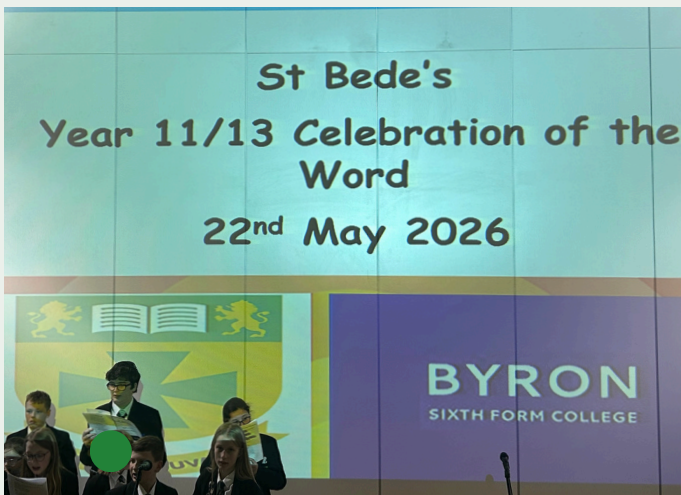 St Bede's
Year 11/13 Celebration of the
Word
22nd May 2026
BYRON
SIXTH FORM COLLEGE